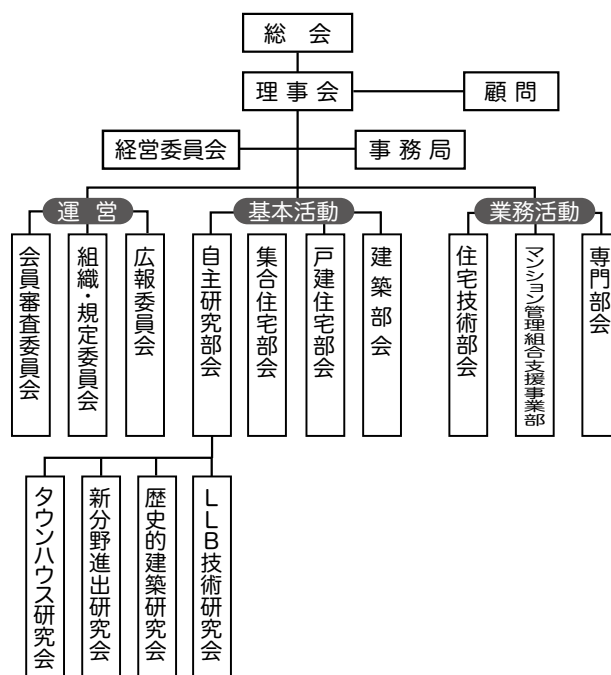 総 会
理 事 会
顧 問
経営委員会
事 務 局
運 営
基本活動
業務活動
会員審査委員会
組織・規定委員会
広報委員会
自主研究部会
集合住宅部会
戸建住宅部会
建築部会
住宅技術部会
マンション管理組合支援事業部
専門部会
タウンハウス研究会
新分野進出研究会
歴史的建築研究会
LLB技術研究会